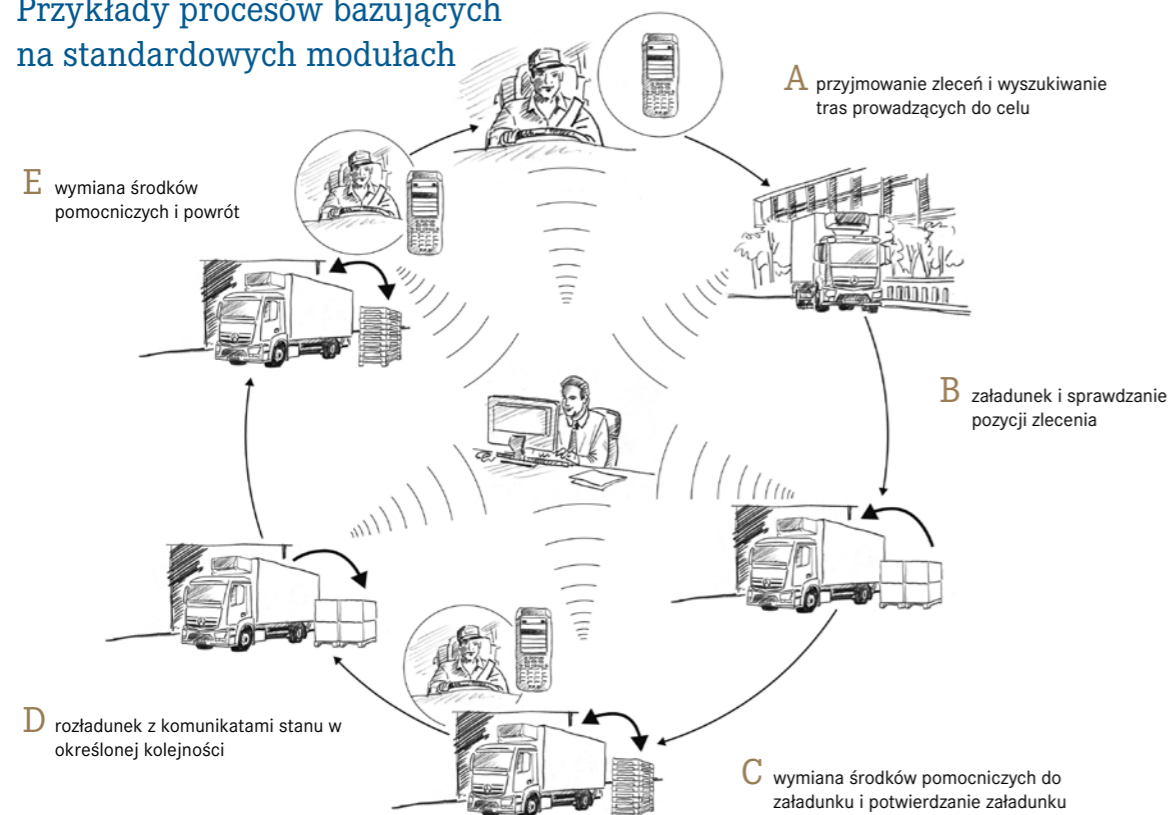 Przykłady procesów bazujących
na standardowych modułach
A przyjmowanie zleceń i wyszukiwanie
tras prowadzących do celu
B załadunek i sprawdzanie
pozycji zlecenia
C wymiana środków pomocniczych do
załadunku i potwierdzanie załadunku
D rozładunek z komunikatami stanu w
określonej kolejności
E wymiana środków
pomocniczych i powrót